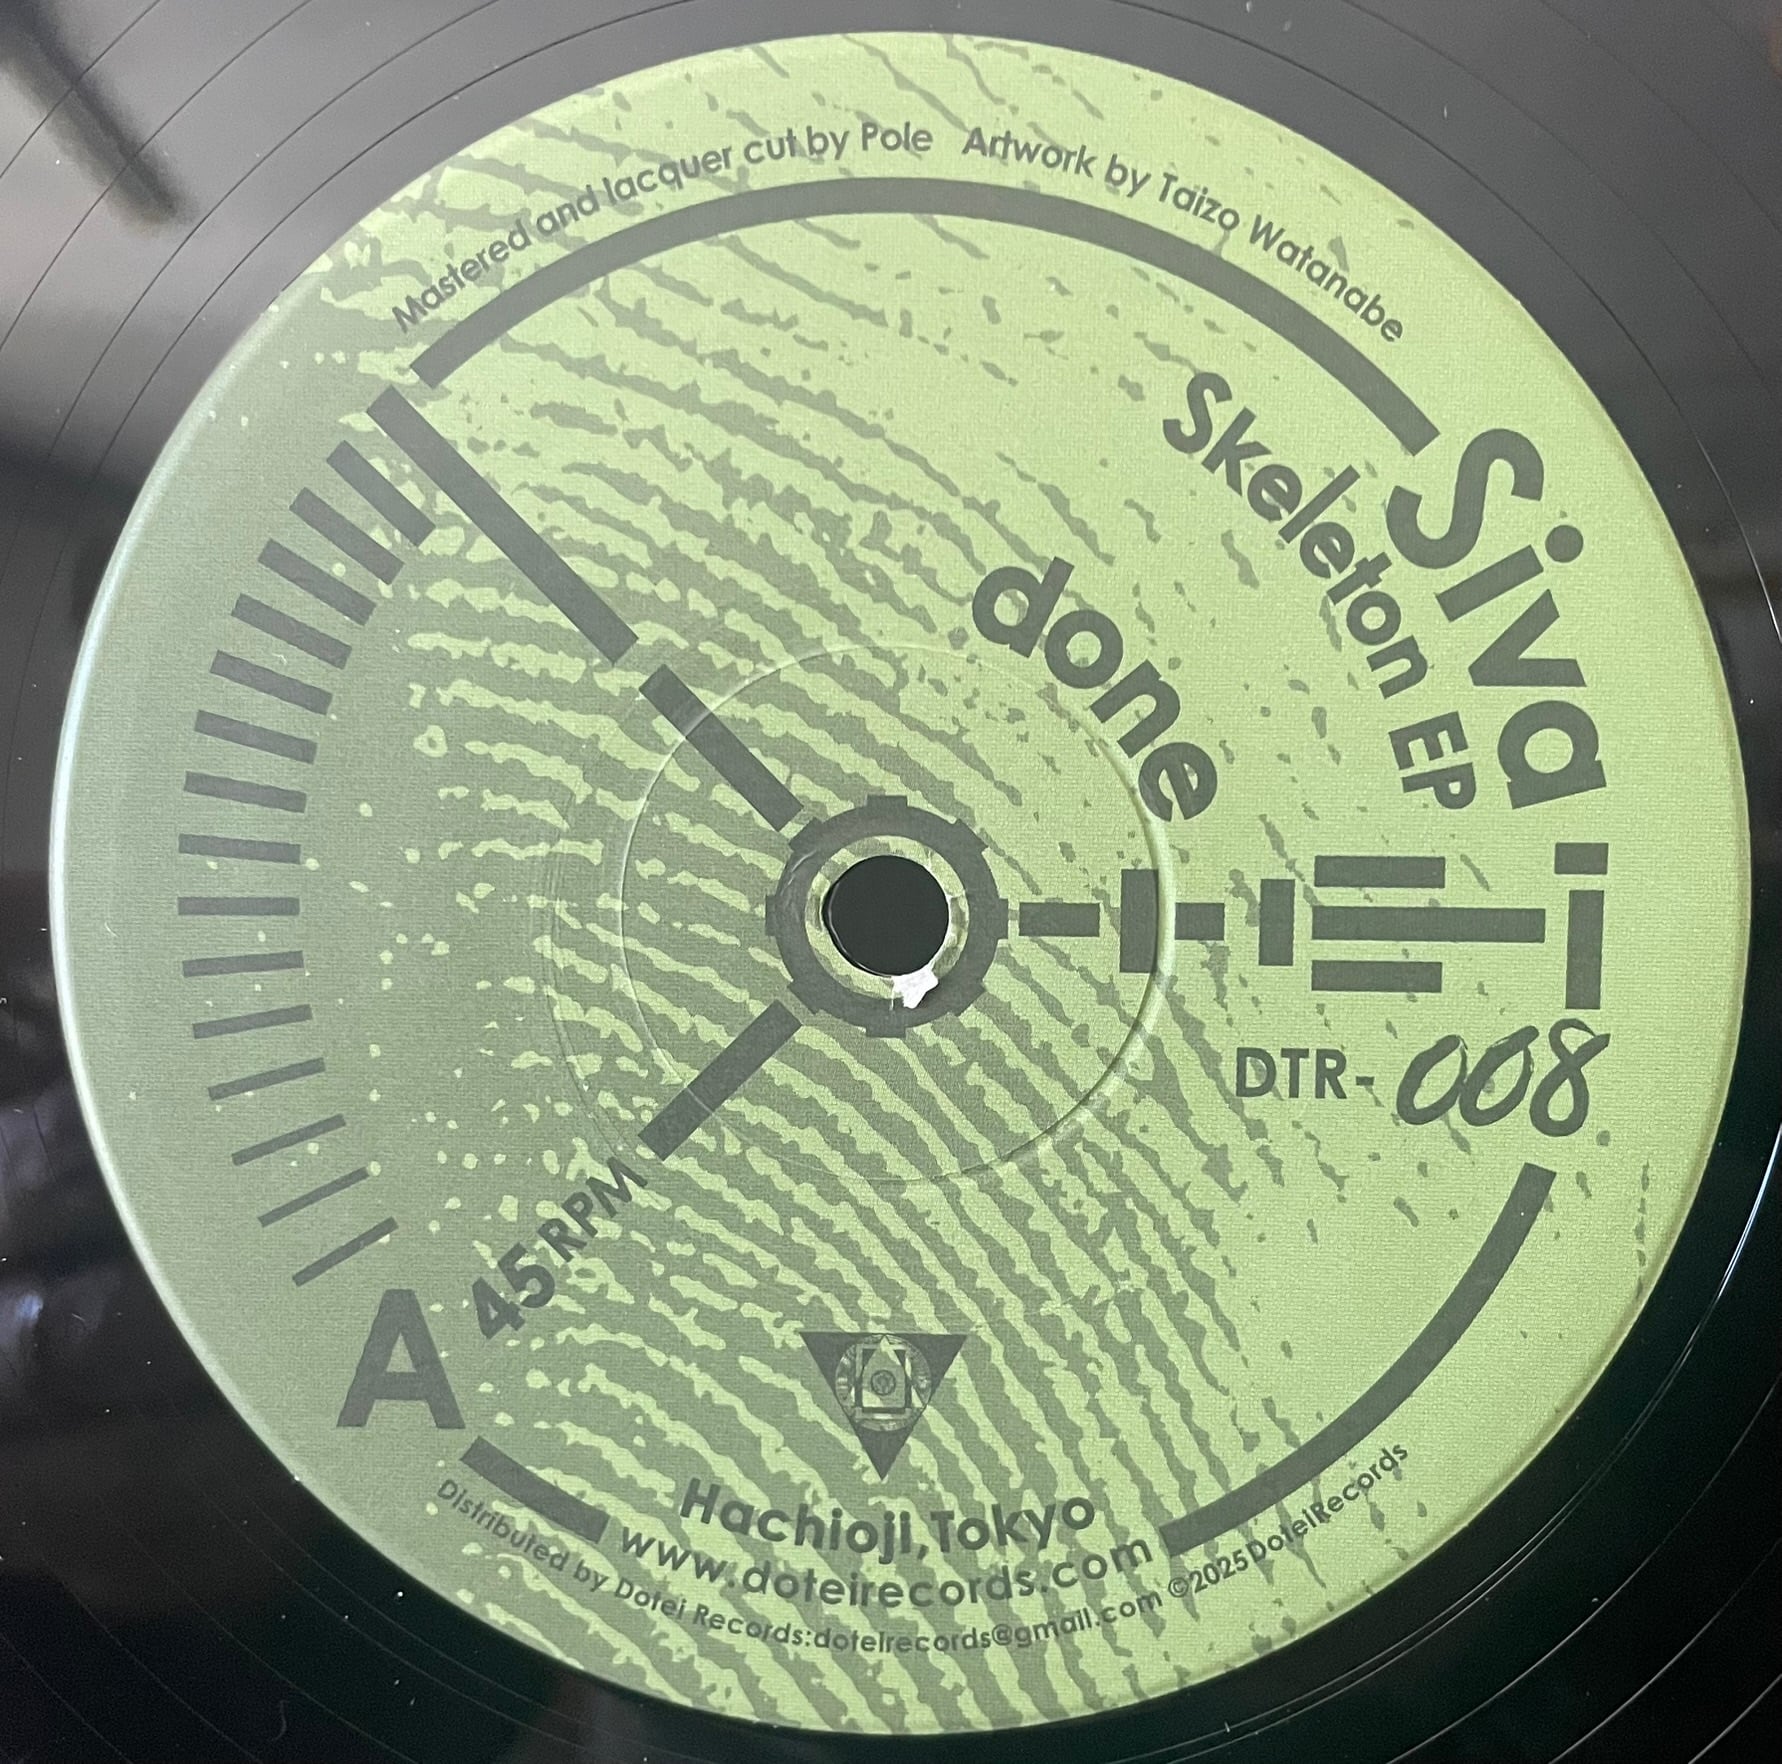 Mastered and lacquer cut by Pole Artwork by Taizo Watanabe
Siva
Skeleton EP
done
DTR-008
45 RPM
A
Hachioji,Tokyo
www.doteirecords.com
Distributed by Dotei Records:doteirecords@gmail.com ©2025DoteiRecords